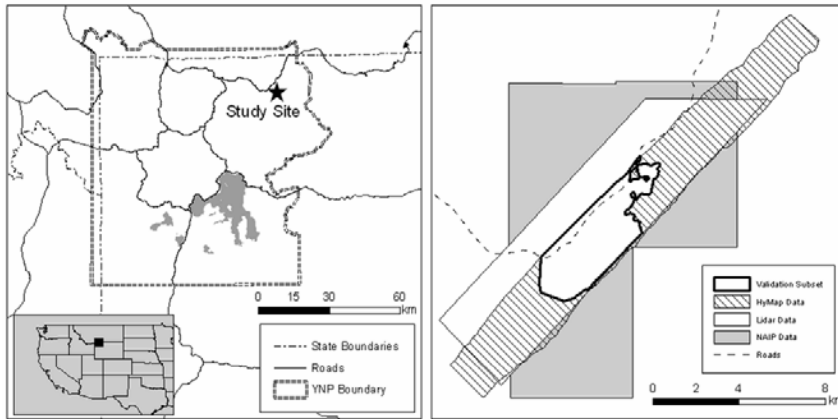 Study Site
0 15 30 60
km
State Boundaries
Roads
YNP Boundary
Validation Subset
HyMap Data
Lidar Data
NAIP Data
Roads
0 2 4 8
km